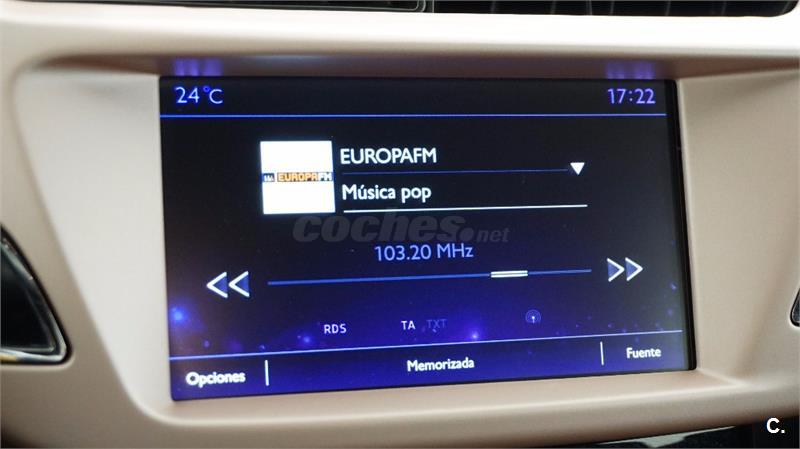 24°C
17:22
EUROPAFM
EUROPAFM
Música pop
coches.net
103.20 MHz
RDS TA TXT
Opciones Memorizada Fuente
C.